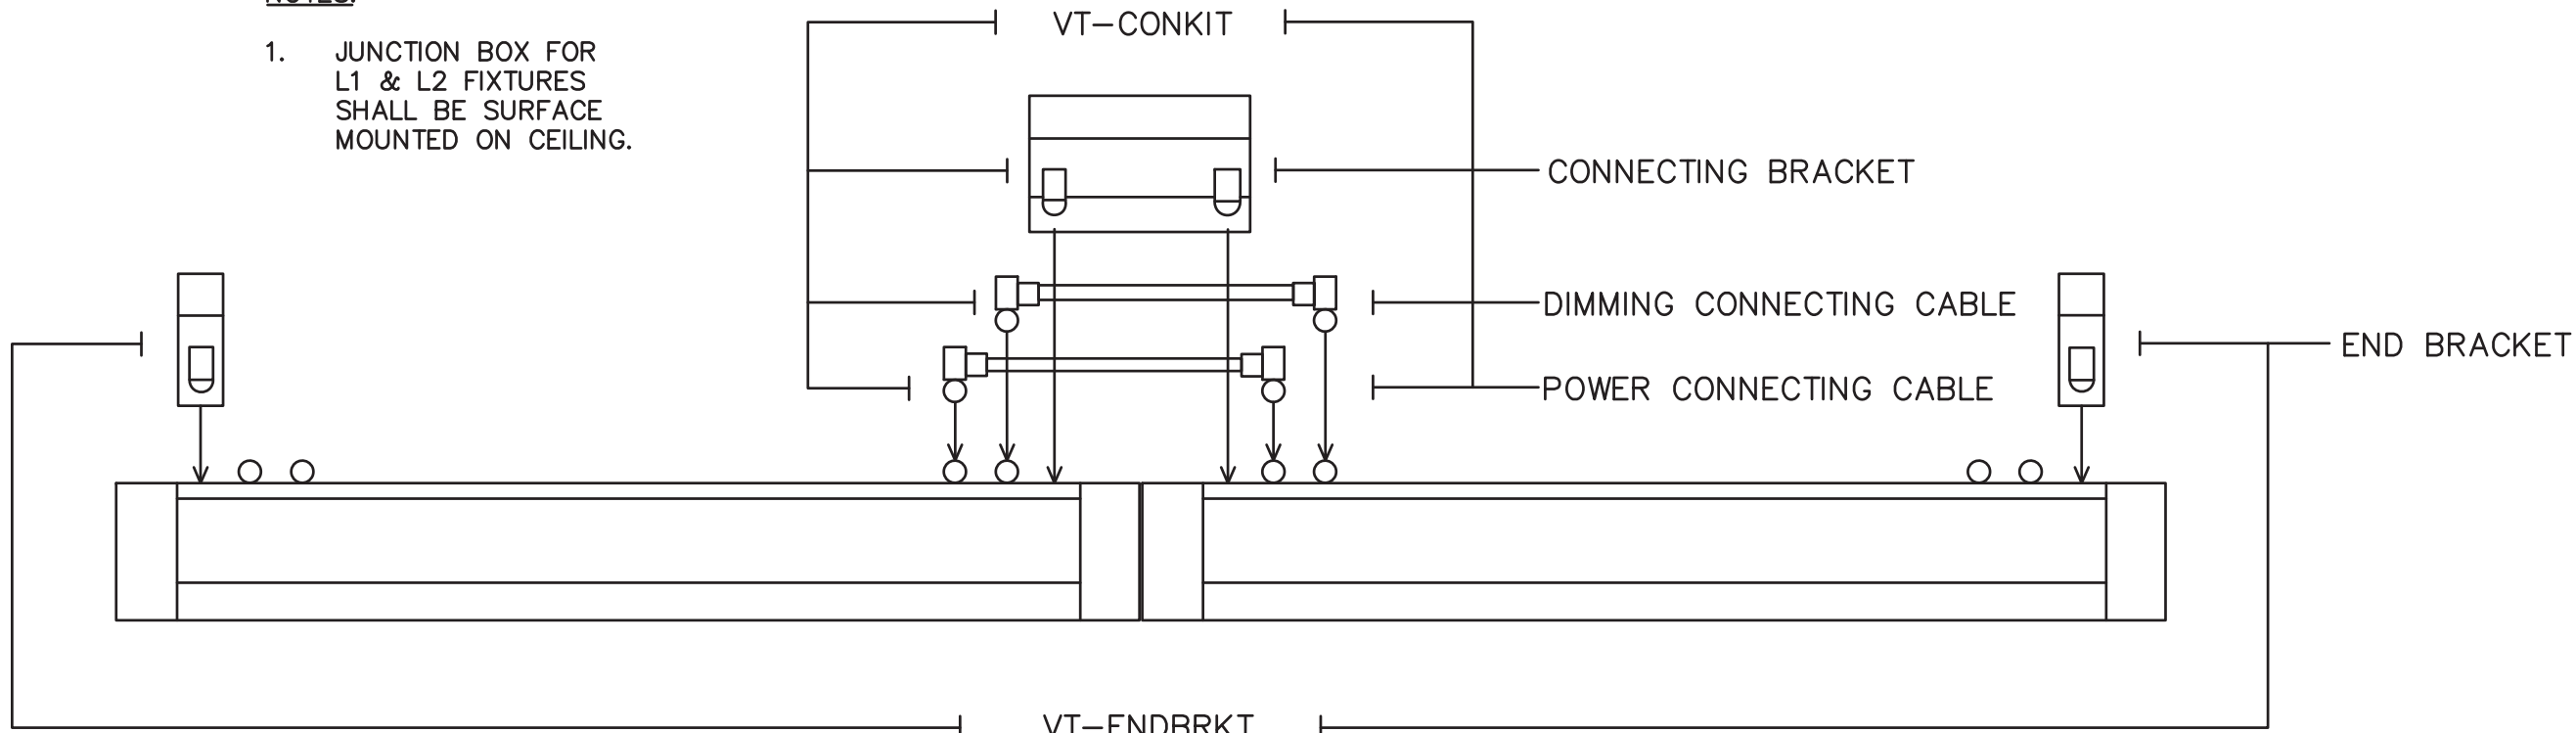 NOTES:
1. JUNCTION BOX FOR
L1 & L2 FIXTURES
SHALL BE SURFACE
MOUNTED ON CEILING.
VT-CONKIT
CONNECTING BRACKET
DIMMING CONNECTING CABLE
END BRACKET
POWER CONNECTING CABLE
VT-ENDBRKT